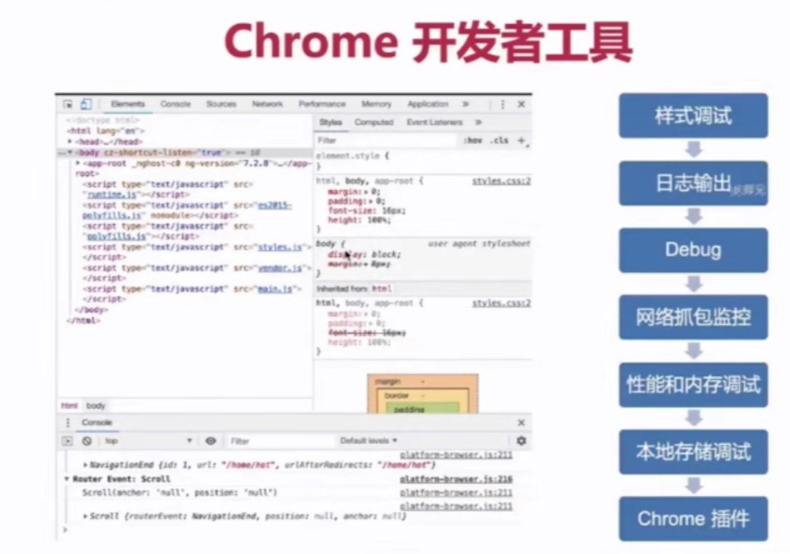 Chrome 开发者工具
Elements Console Sources Network Performance Memory Application »
<!doctype html>
<html lang="en">
<head>…</head>
<body cz-shortcut-listen="true"> == $0
<app-root _nghost-c0 ng-version="7.2.8">…</app-
root>
<script type="text/javascript" src=
"runtime.js"></script>
<script type="text/javascript" src="es2015-
polyfills.js" nomodule></script>
<script type="text/javascript" src=
"polyfills.js"></script>
<script type="text/javascript" src="styles.js">
</script>
<script type="text/javascript" src="vendor.js">
</script>
<script type="text/javascript" src="main.js">
</script>
</body>
</html>
html body
Styles Computed Event Listeners »
Filter :hov .cls +
element.style {
}
html, body, app-root { styles.css:2
margin: 0;
padding: 0;
font-size: 16px;
height: 100%;
}
body { user agent stylesheet
display: block;
margin: 8px;
}
Inherited from html
html, body, app-root { styles.css:2
margin: 0;
padding: 0;
font-size: 16px;
height: 100%;
}
margin -
border -
padding
Console
top Filter Default levels
platform-browser.js:211
NavigationEnd {id: 1, url: "/home/hot", urlAfterRedirects: "/home/hot"}
Router Event: Scroll platform-browser.js:216
Scroll(anchor: 'null', position: 'null') platform-browser.js:211
platform-browser.js:211
Scroll {routerEvent: NavigationEnd, position: null, anchor: null}
>
样式调试
日志输出
Debug
网络抓包监控
性能和内存调试
本地存储调试
Chrome 插件